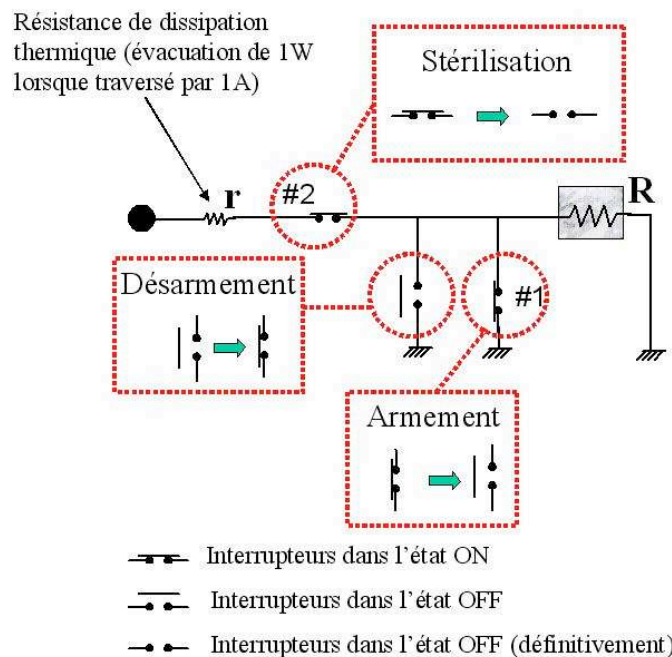 Résistance de dissipation
thermique (évacuation de 1W
lorsque traversé par 1A)
Stérilisation
r
#2
R
Désarmement
#1
Armement
Interrupteurs dans l'état ON
Interrupteurs dans l'état OFF
Interrupteurs dans l'état OFF (définitivement)